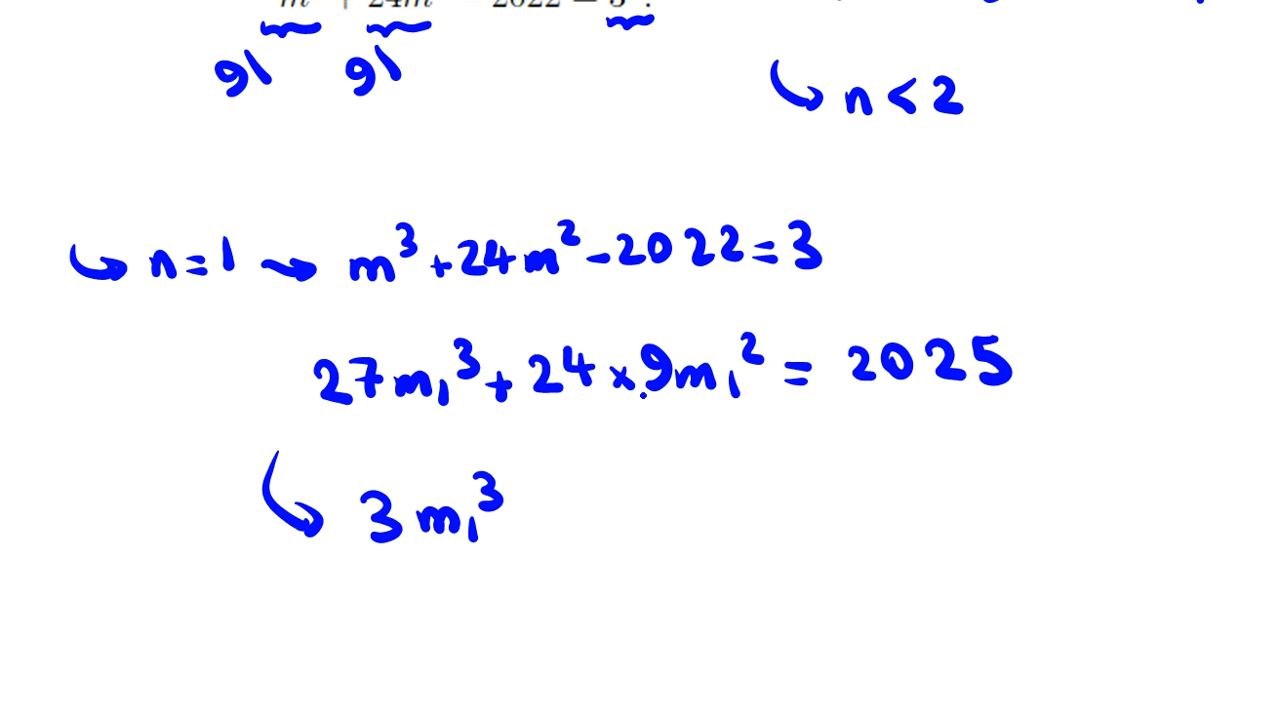 9| 9|
n < 2
n = 1 → m³ + 24m² - 2022 = 3
27m₁³ + 24 × 9m₁² = 2025
3m₁³